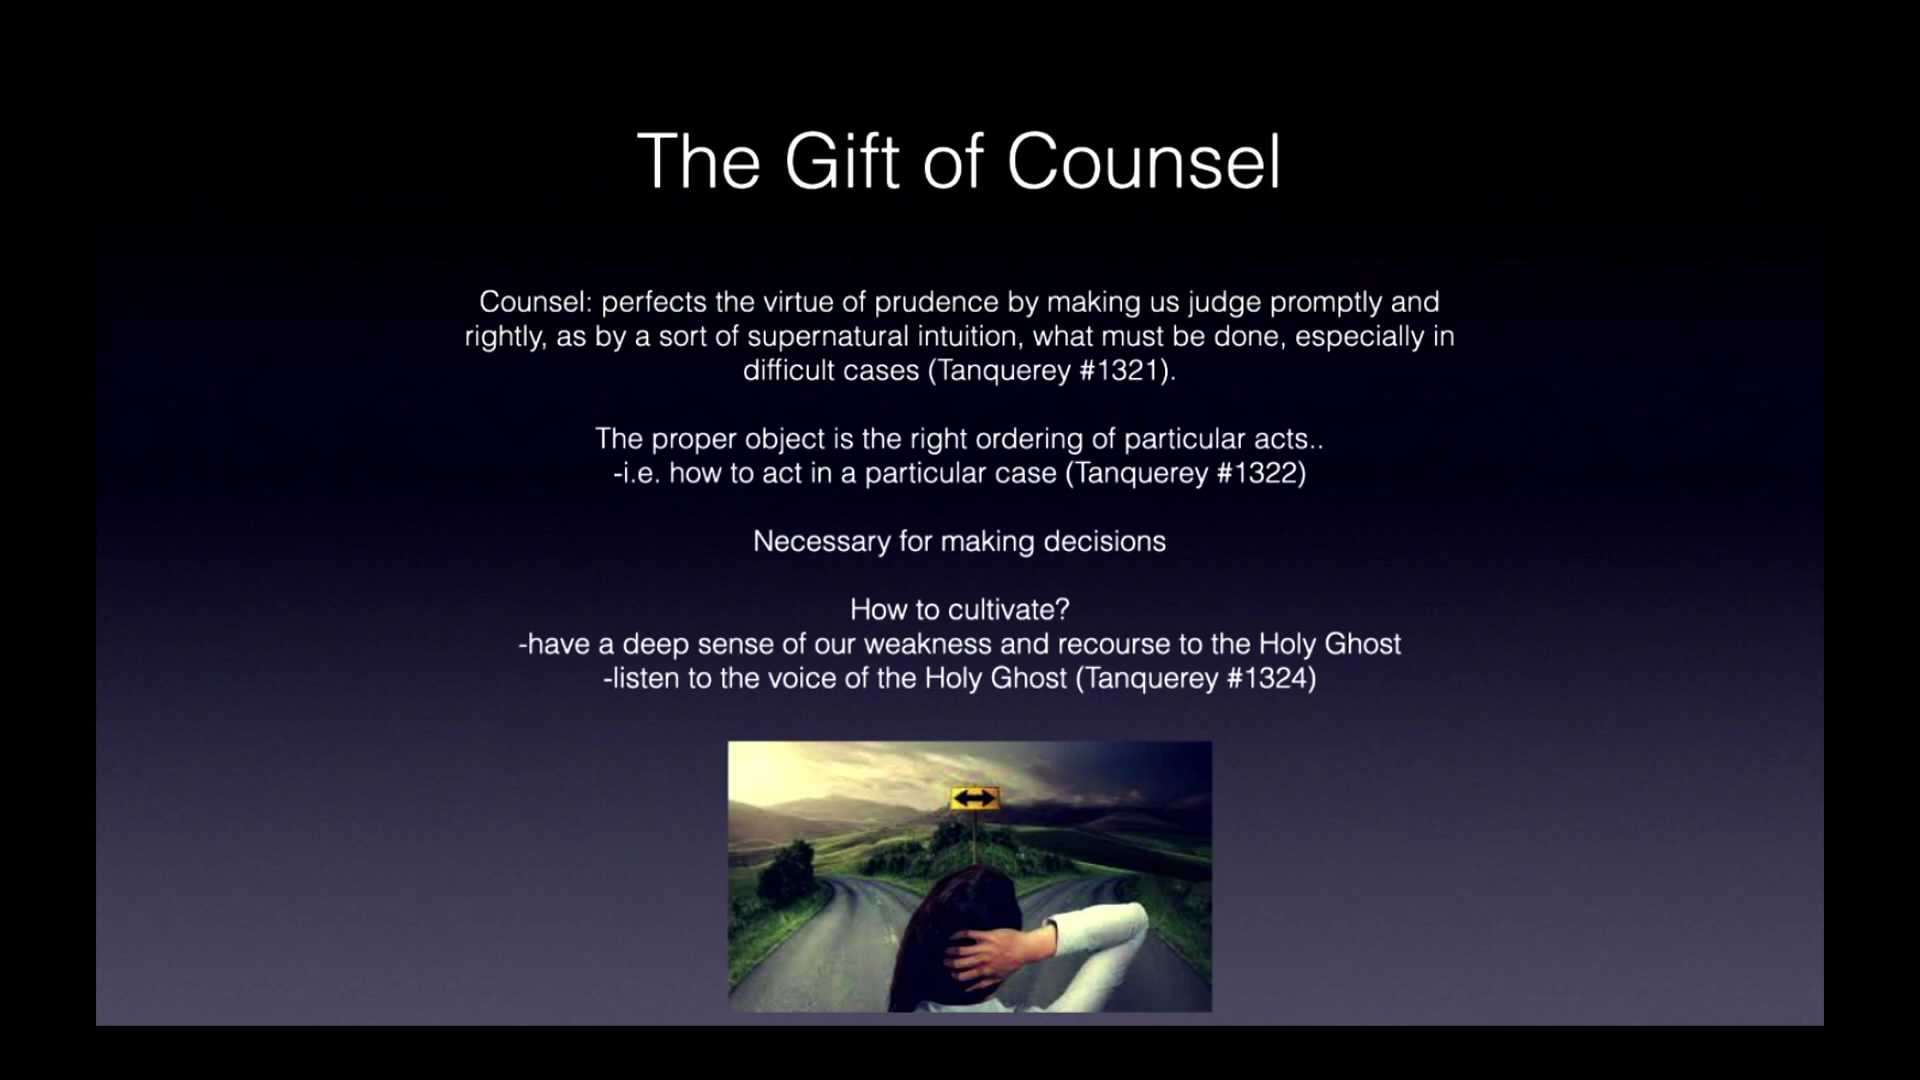 The Gift of Counsel
Counsel: perfects the virtue of prudence by making us judge promptly and
rightly, as by a sort of supernatural intuition, what must be done, especially in
difficult cases (Tanquerey #1321).
The proper object is the right ordering of particular acts..
-i.e. how to act in a particular case (Tanquerey #1322)
Necessary for making decisions
How to cultivate?
-have a deep sense of our weakness and recourse to the Holy Ghost
-listen to the voice of the Holy Ghost (Tanquerey #1324)